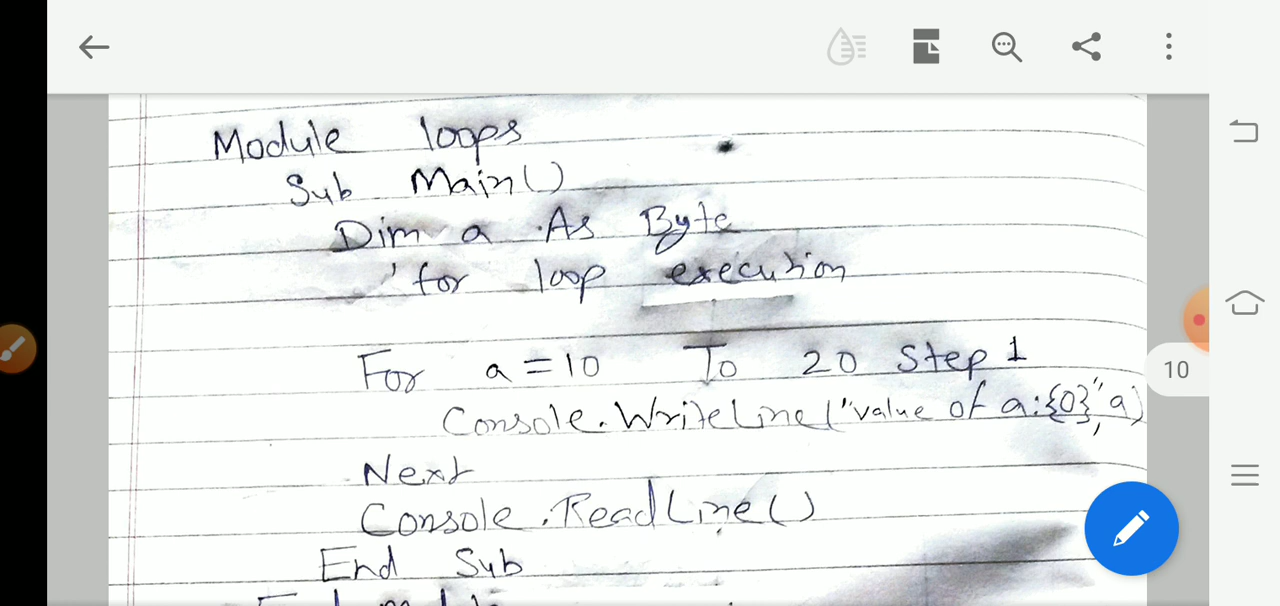 Module loops
Sub Main()
Dim a As Byte
'for loop execution
For a=10 To 20 Step 1
Console.WriteLine("value of a:{0}", a)
Next
Console.ReadLine()
End Sub
10